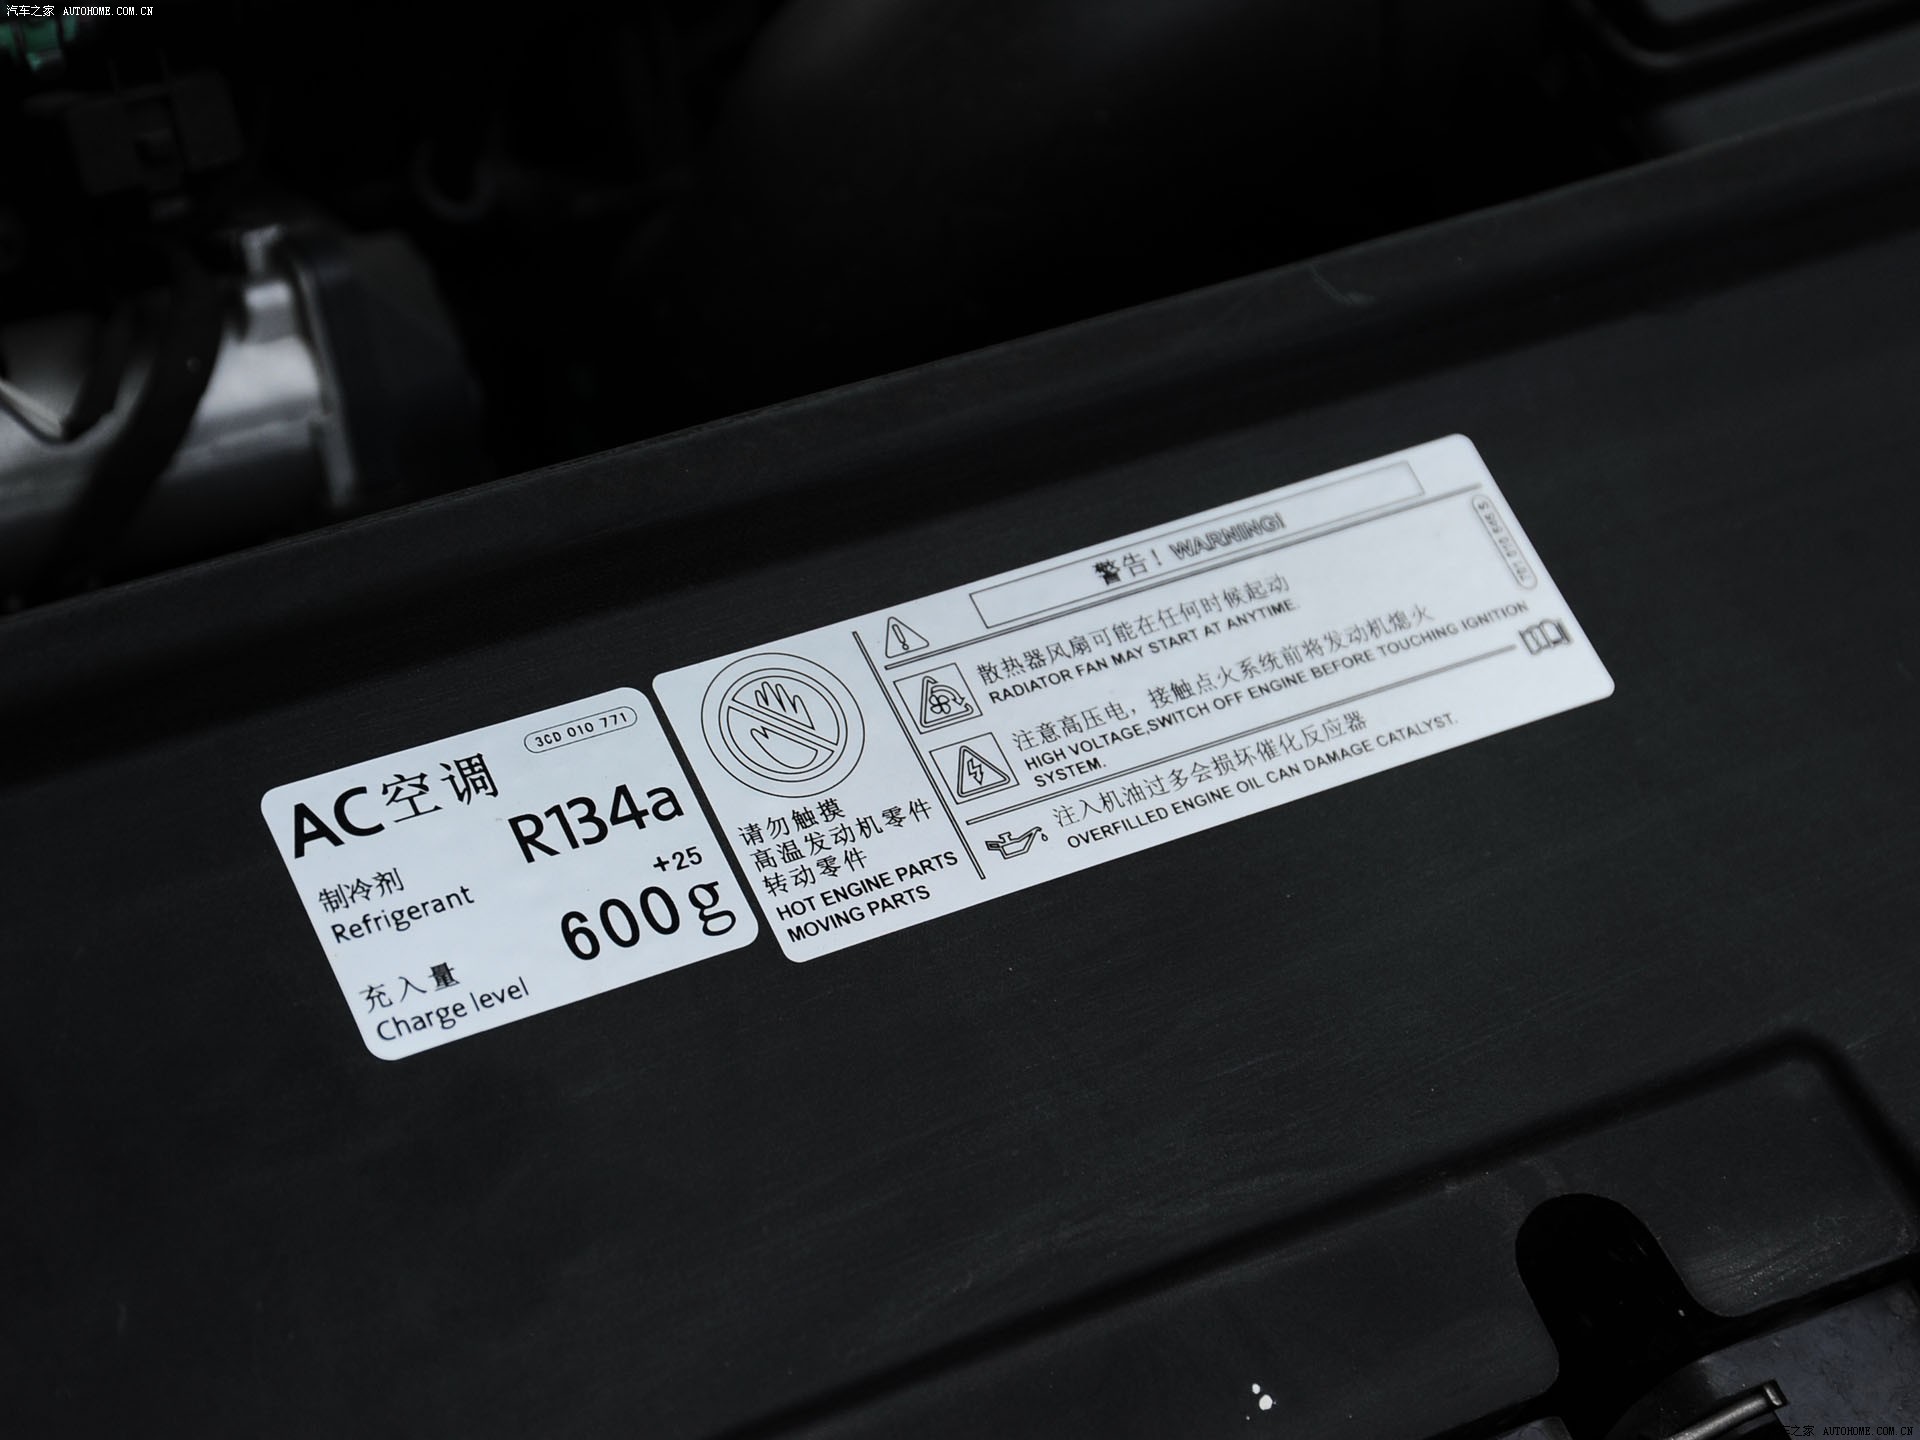 汽车之家 AUTOHOME.COM.CN
3CD 010 771
AC空调
R134a
制冷剂
Refrigerant
+25
600g
充入量
Charge level
请勿触摸
高温发动机零件
转动零件
HOT ENGINE PARTS
MOVING PARTS
警告! WARNING!
散热器风扇可能在任何时候起动
RADIATOR FAN MAY START AT ANYTIME.
注意高压电，接触点火系统前将发动机熄火
HIGH VOLTAGE,SWITCH OFF ENGINE BEFORE TOUCHING IGNITION
SYSTEM.
注入机油过多会损坏催化反应器
OVERFILLED ENGINE OIL CAN DAMAGE CATALYST.
车之家 AUTOHOME.COM.CN